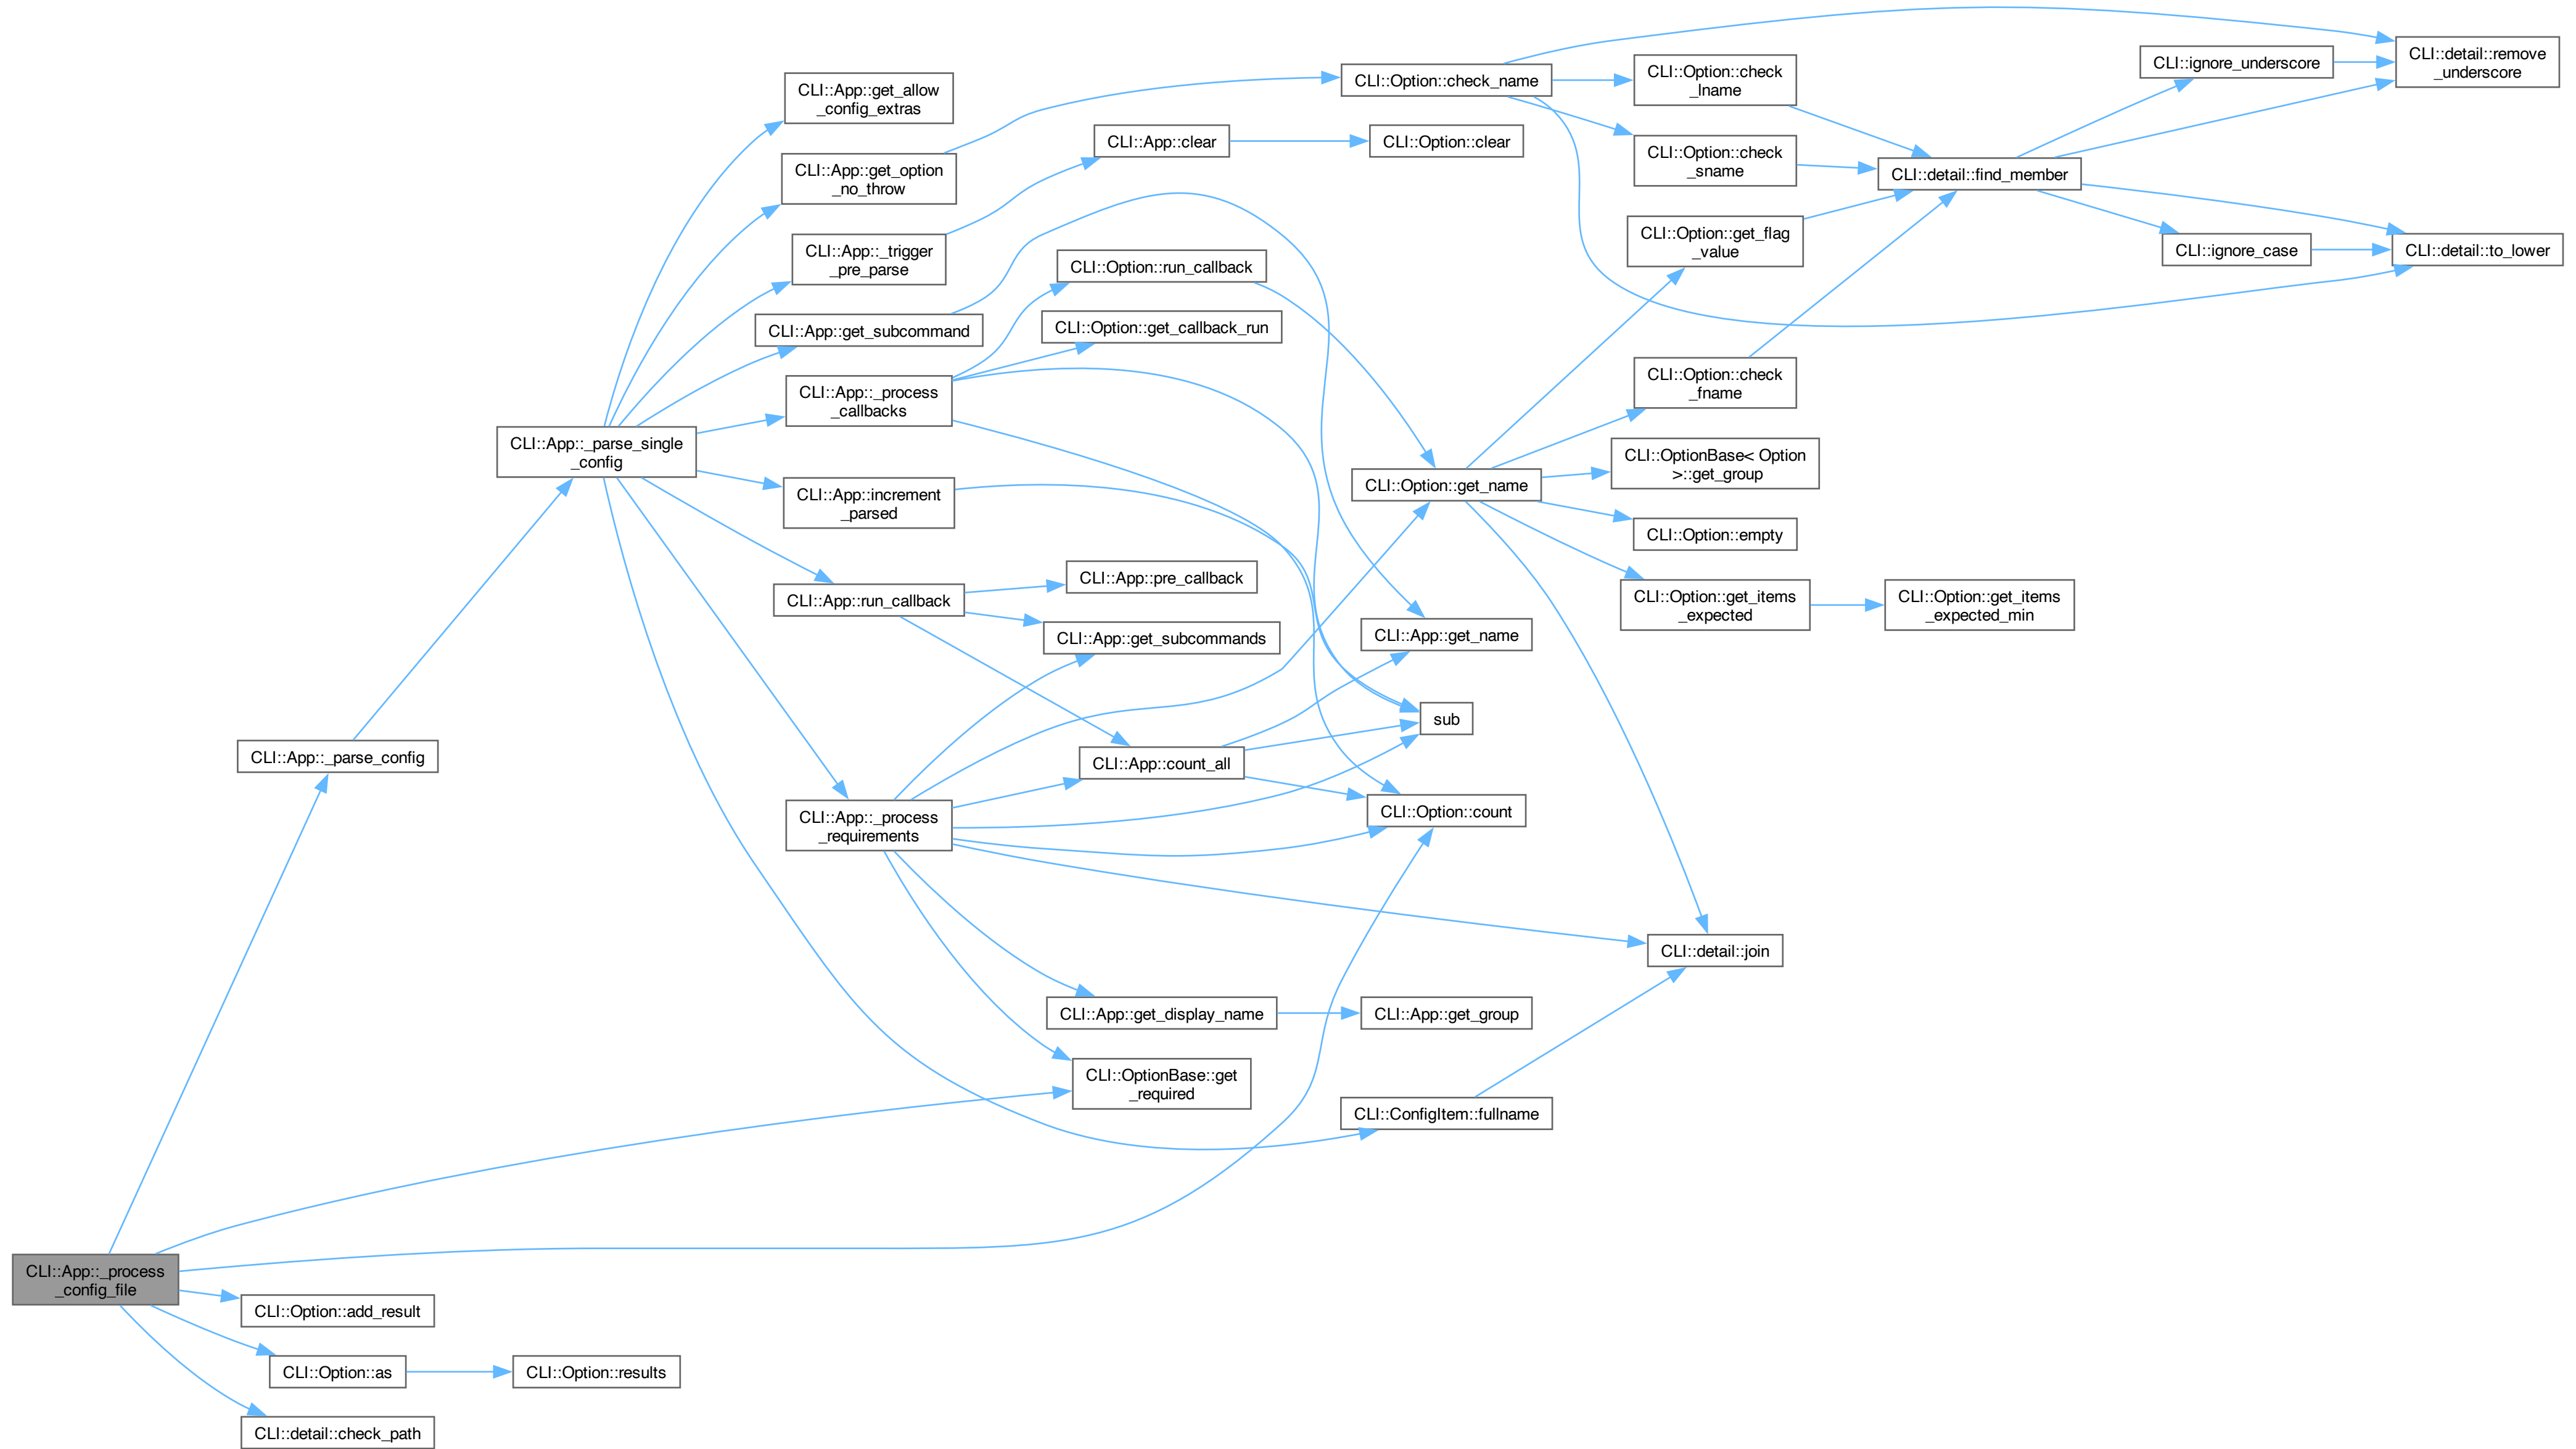 CLI::App::_process
_config_file
CLI::App::_parse_config
CLI::Option::add_result
CLI::Option::as
CLI::detail::check_path
CLI::Option::results
CLI::App::_parse_single
_config
CLI::App::get_allow
_config_extras
CLI::App::get_option
_no_throw
CLI::App::_trigger
_pre_parse
CLI::App::get_subcommand
CLI::App::_process
_callbacks
CLI::App::increment
_parsed
CLI::App::run_callback
CLI::App::_process
_requirements
CLI::App::clear
CLI::Option::run_callback
CLI::Option::get_callback_run
CLI::App::pre_callback
CLI::App::get_subcommands
CLI::App::count_all
CLI::App::get_display_name
CLI::OptionBase::get
_required
CLI::Option::check_name
CLI::Option::clear
CLI::Option::get_name
CLI::App::get_name
sub
CLI::Option::count
CLI::App::get_group
CLI::ConfigItem::fullname
CLI::Option::check
_lname
CLI::Option::check
_sname
CLI::Option::get_flag
_value
CLI::Option::check
_fname
CLI::OptionBase< Option
>::get_group
CLI::Option::empty
CLI::Option::get_items
_expected
CLI::detail::join
CLI::detail::find_member
CLI::Option::get_items
_expected_min
CLI::ignore_underscore
CLI::ignore_case
CLI::detail::remove
_underscore
CLI::detail::to_lower